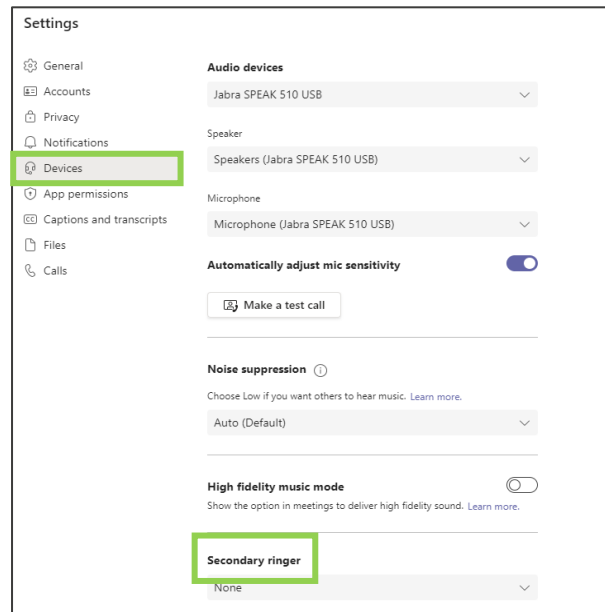 Settings
General
Accounts
Privacy
Notifications
Devices
App permissions
CC Captions and transcripts
Files
Calls
Audio devices
Jabra SPEAK 510 USB
Speaker
Speakers (Jabra SPEAK 510 USB)
Microphone
Microphone (Jabra SPEAK 510 USB)
Automatically adjust mic sensitivity
Make a test call
Noise suppression
Choose Low if you want others to hear music. Learn more.
Auto (Default)
High fidelity music mode
Show the option in meetings to deliver high fidelity sound. Learn more.
Secondary ringer
None